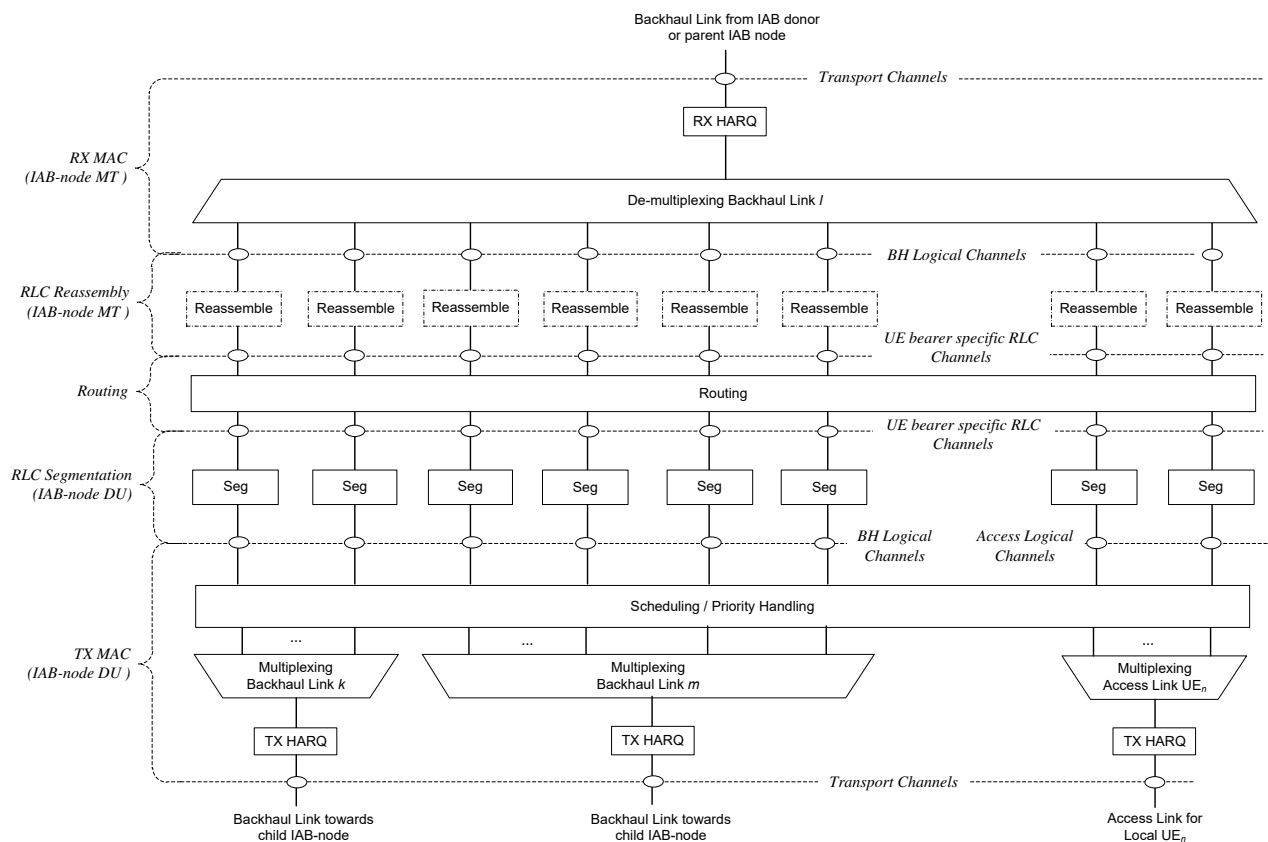 Backhaul Link from IAB donor
or parent IAB node
Transport Channels
RX HARQ
RX MAC
(IAB-node MT )
De-multiplexing Backhaul Link l
BH Logical Channels
RLC Reassembly
(IAB-node MT )
Reassemble Reassemble Reassemble Reassemble Reassemble Reassemble Reassemble Reassemble
UE bearer specific RLC
Channels
Routing
Routing
UE bearer specific RLC
Channels
RLC Segmentation
(IAB-node DU)
Seg Seg Seg Seg Seg Seg Seg Seg
BH Logical
Channels
Access Logical
Channels
Scheduling / Priority Handling
... ... ...
TX MAC
(IAB-node DU )
Multiplexing
Backhaul Link k
Multiplexing
Backhaul Link m
Multiplexing
Access Link UEn
TX HARQ TX HARQ TX HARQ
Transport Channels
Backhaul Link towards
child IAB-node
Backhaul Link towards
child IAB-node
Access Link for
Local UEn